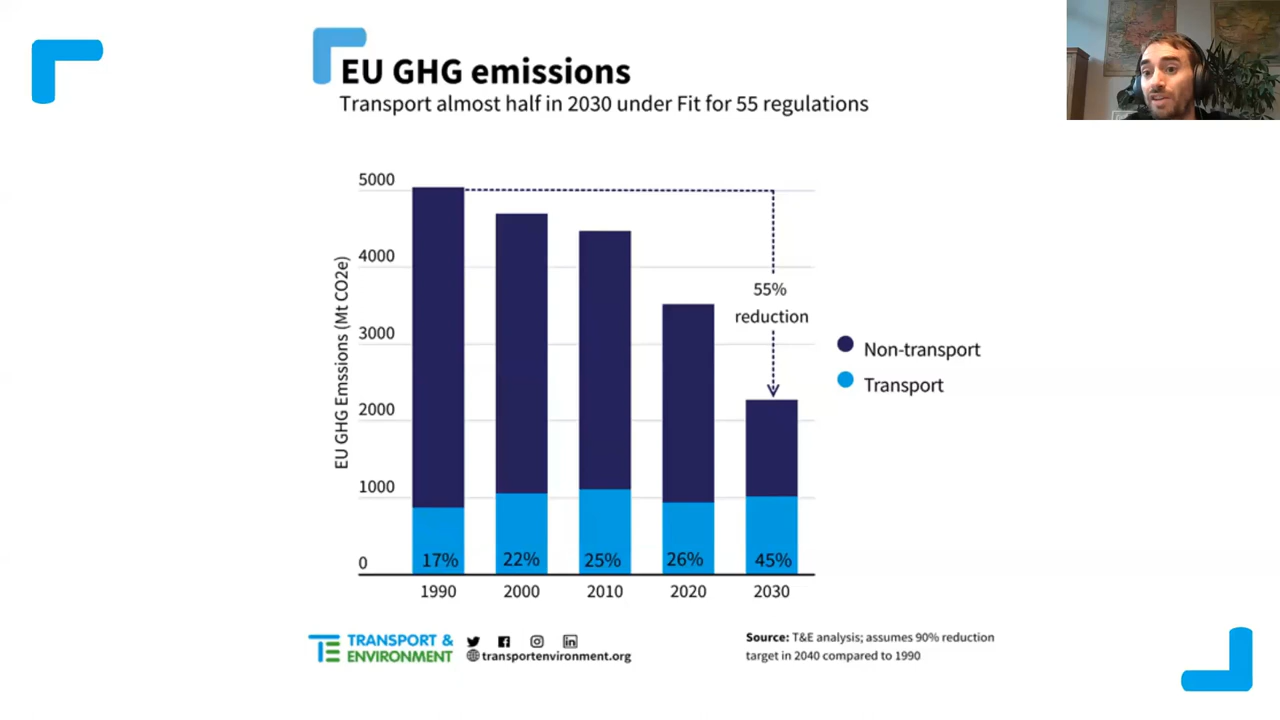 EU GHG emissions
Transport almost half in 2030 under Fit for 55 regulations
EU GHG Emssions (Mt CO2e)
5000
4000
3000
2000
1000
0
55%
reduction
Non-transport
Transport
17%
22%
25%
26%
45%
1990
2000
2010
2020
2030
TRANSPORT &
ENVIRONMENT
transportenvironment.org
Source: T&E analysis; assumes 90% reduction
target in 2040 compared to 1990